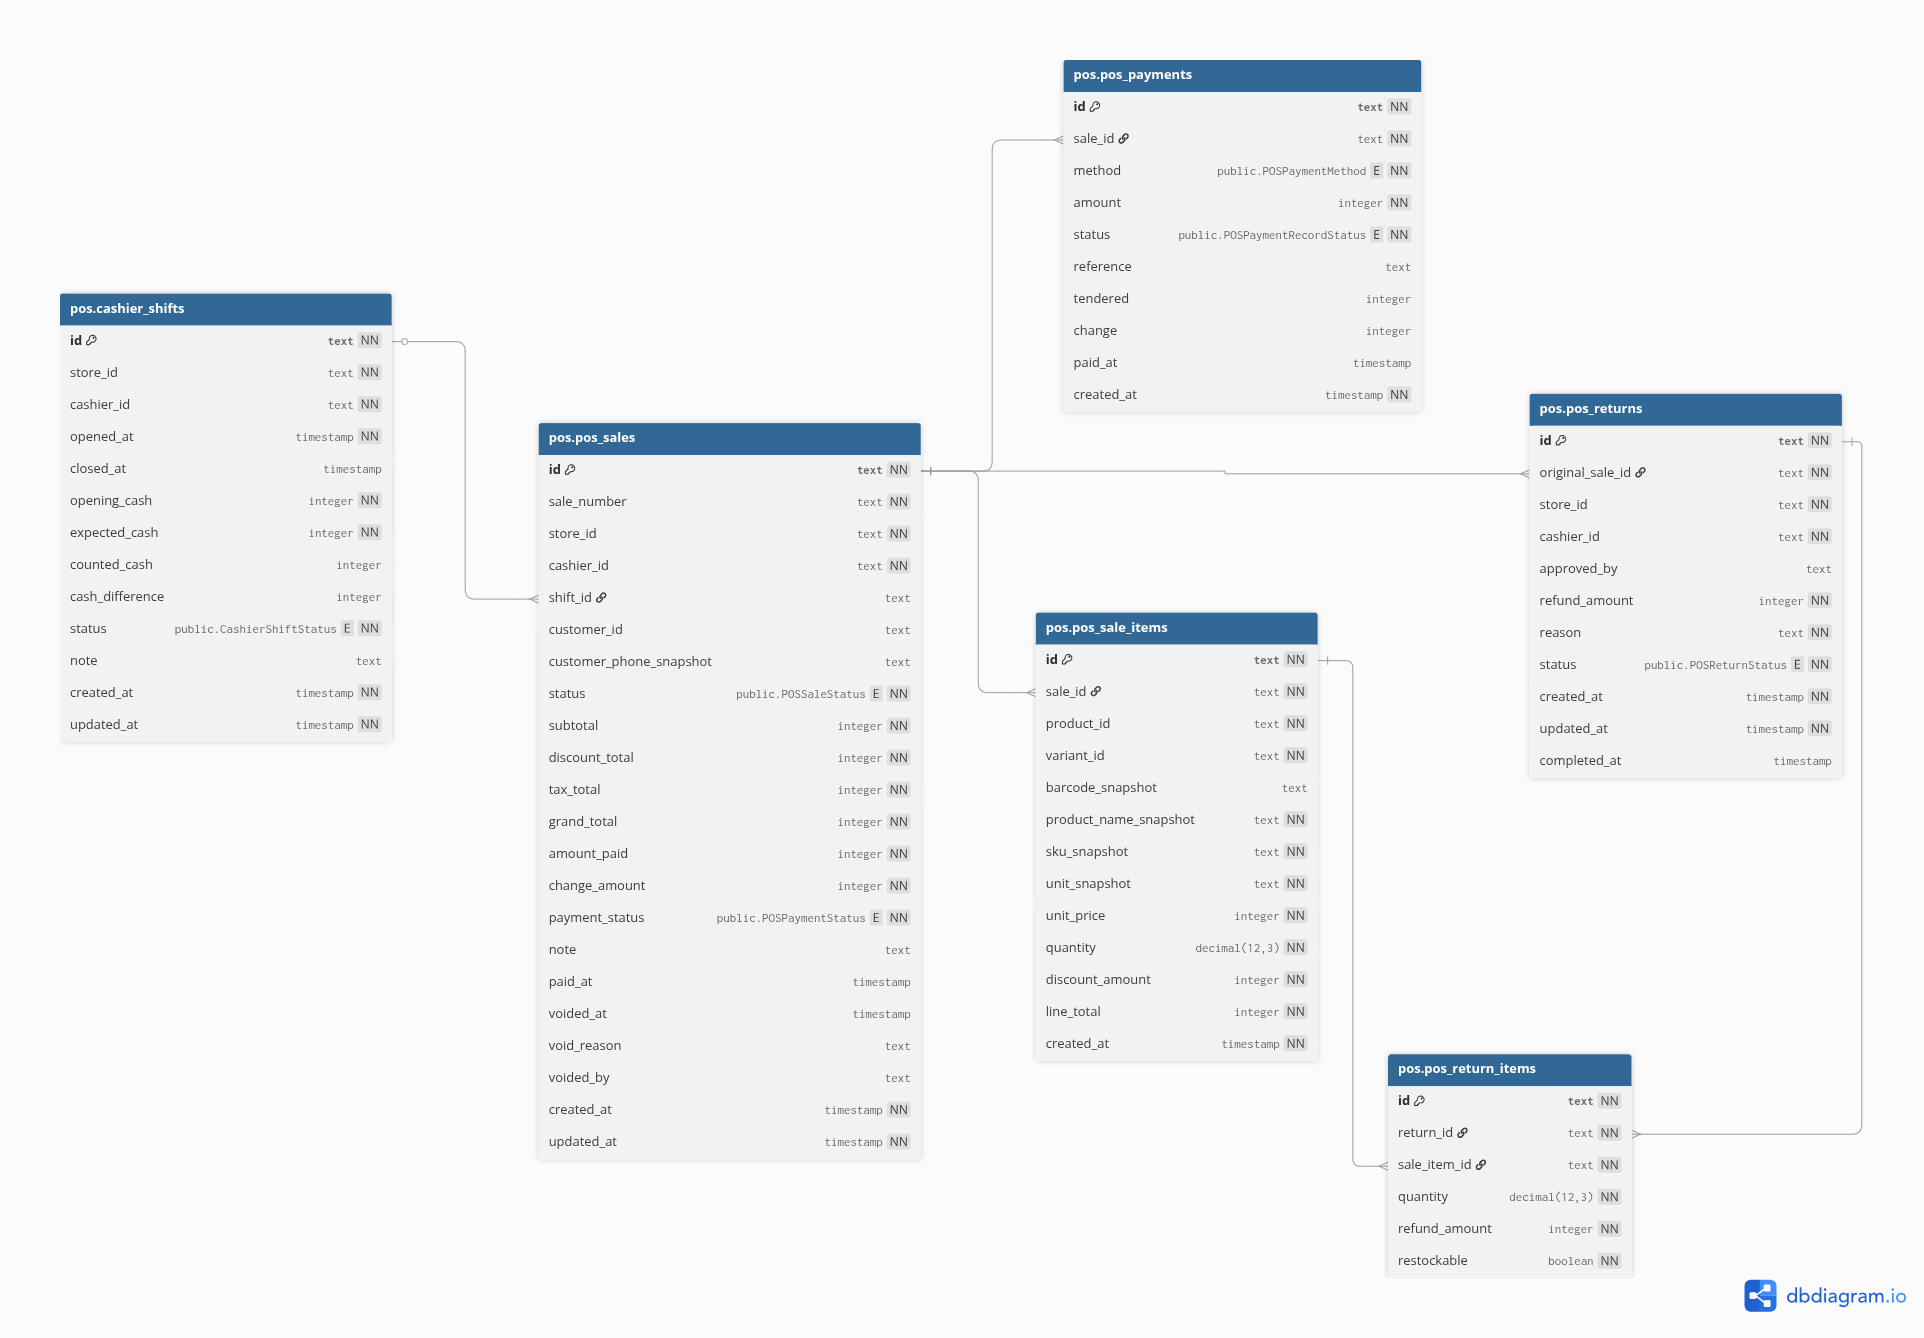 pos.pos_payments
id text NN
sale_id text NN
method public.POSPaymentMethod E NN
amount integer NN
status public.POSPaymentRecordStatus E NN
reference text
tendered integer
change integer
paid_at timestamp
created_at timestamp NN
pos.cashier_shifts
id text NN
store_id text NN
cashier_id text NN
opened_at timestamp NN
closed_at timestamp
opening_cash integer NN
expected_cash integer NN
counted_cash integer
cash_difference integer
status public.CashierShiftStatus E NN
note text
created_at timestamp NN
updated_at timestamp NN
pos.pos_sales
id text NN
sale_number text NN
store_id text NN
cashier_id text NN
shift_id text
customer_id text
customer_phone_snapshot text
status public.POSSaleStatus E NN
subtotal integer NN
discount_total integer NN
tax_total integer NN
grand_total integer NN
amount_paid integer NN
change_amount integer NN
payment_status public.POSPaymentStatus E NN
note text
paid_at timestamp
voided_at timestamp
void_reason text
voided_by text
created_at timestamp NN
updated_at timestamp NN
pos.pos_returns
id text NN
original_sale_id text NN
store_id text NN
cashier_id text NN
approved_by text
refund_amount integer NN
reason text NN
status public.POSReturnStatus E NN
created_at timestamp NN
updated_at timestamp NN
completed_at timestamp
pos.pos_sale_items
id text NN
sale_id text NN
product_id text NN
variant_id text NN
barcode_snapshot text
product_name_snapshot text NN
sku_snapshot text NN
unit_snapshot text NN
unit_price integer NN
quantity decimal(12,3) NN
discount_amount integer NN
line_total integer NN
created_at timestamp NN
pos.pos_return_items
id text NN
return_id text NN
sale_item_id text NN
quantity decimal(12,3) NN
refund_amount integer NN
restockable boolean NN
dbdiagram.io